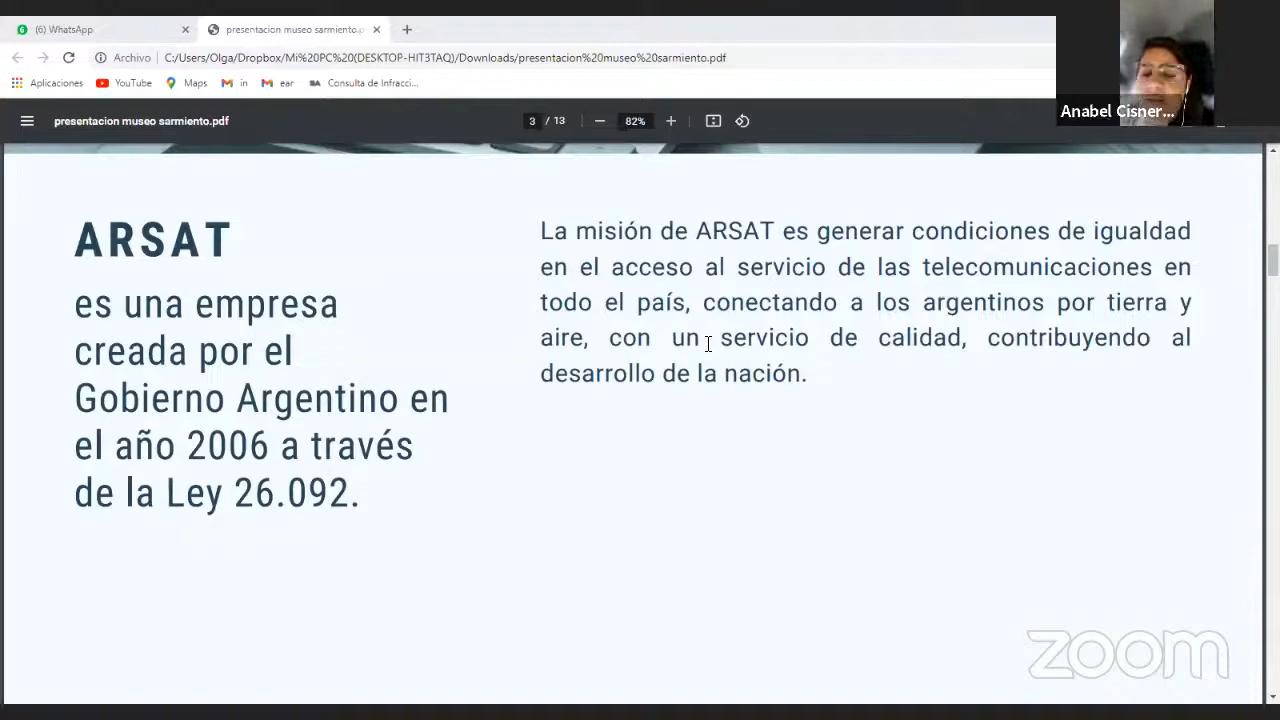 (6) WhatsApp
presentacion museo sarmiento.p
Archivo
C:/Users/Olga/Dropbox/Mi%20PC%20(DESKTOP-HIT3TAQ)/Downloads/presentacion%20museo%20sarmiento.pdf
Aplicaciones YouTube Maps in ear Consulta de Infracci...
presentacion museo sarmiento.pdf
3 / 13
82%
Anabel Cisner...
ARSAT
es una empresa
creada por el
Gobierno Argentino en
el año 2006 a través
de la Ley 26.092.
La misión de ARSAT es generar condiciones de igualdad
en el acceso al servicio de las telecomunicaciones en
todo el país, conectando a los argentinos por tierra y
aire, con un servicio de calidad, contribuyendo al
desarrollo de la nación.
zoom